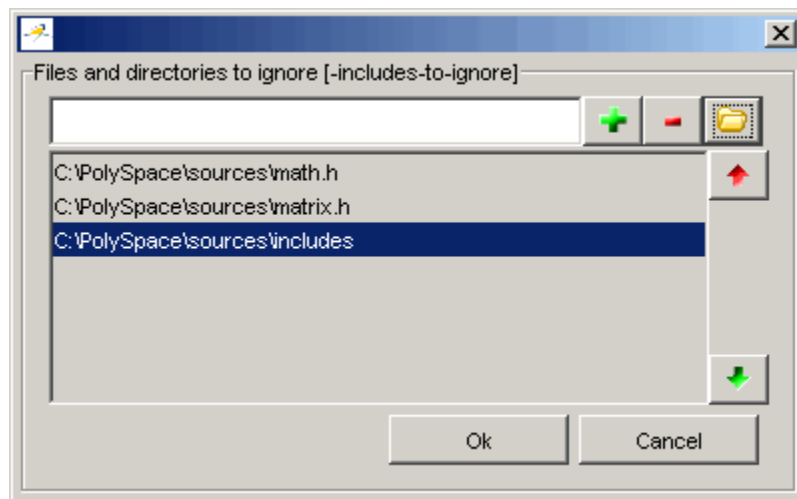 Files and directories to ignore [-includes-to-ignore]
C:\PolySpace\sources\math.h
C:\PolySpace\sources\matrix.h
C:\PolySpace\sources\includes
Ok
Cancel